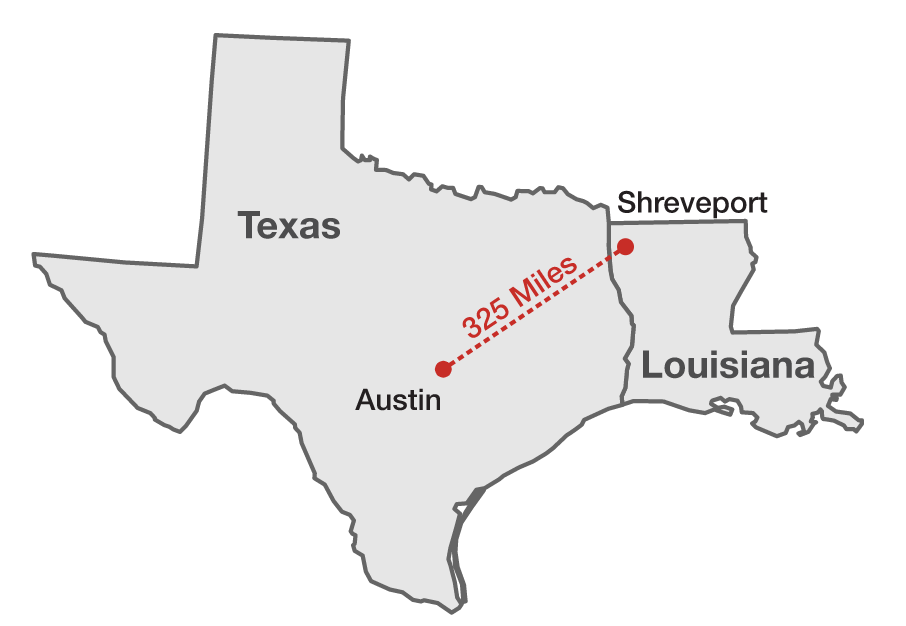 Shreveport
Texas
325 Miles
Louisiana
Austin